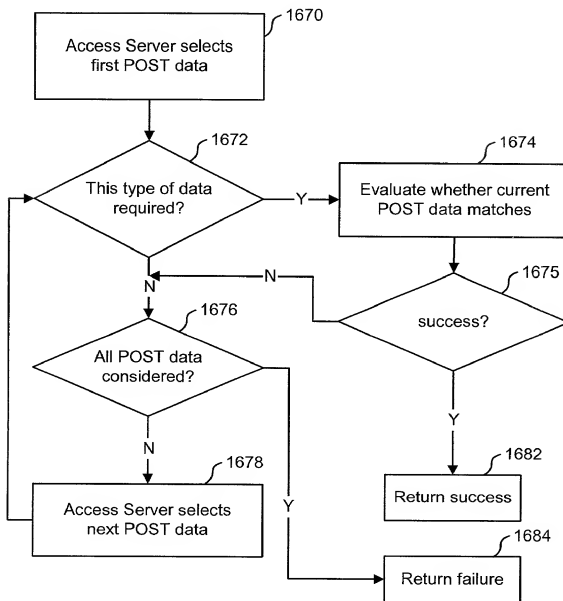 1670
Access Server selects
first POST data
1672
This type of data
required?
Y
1674
Evaluate whether current
POST data matches
N
N
1675
success?
1676
All POST data
considered?
Y
N
1678
Access Server selects
next POST data
Y
1682
Return success
1684
Return failure